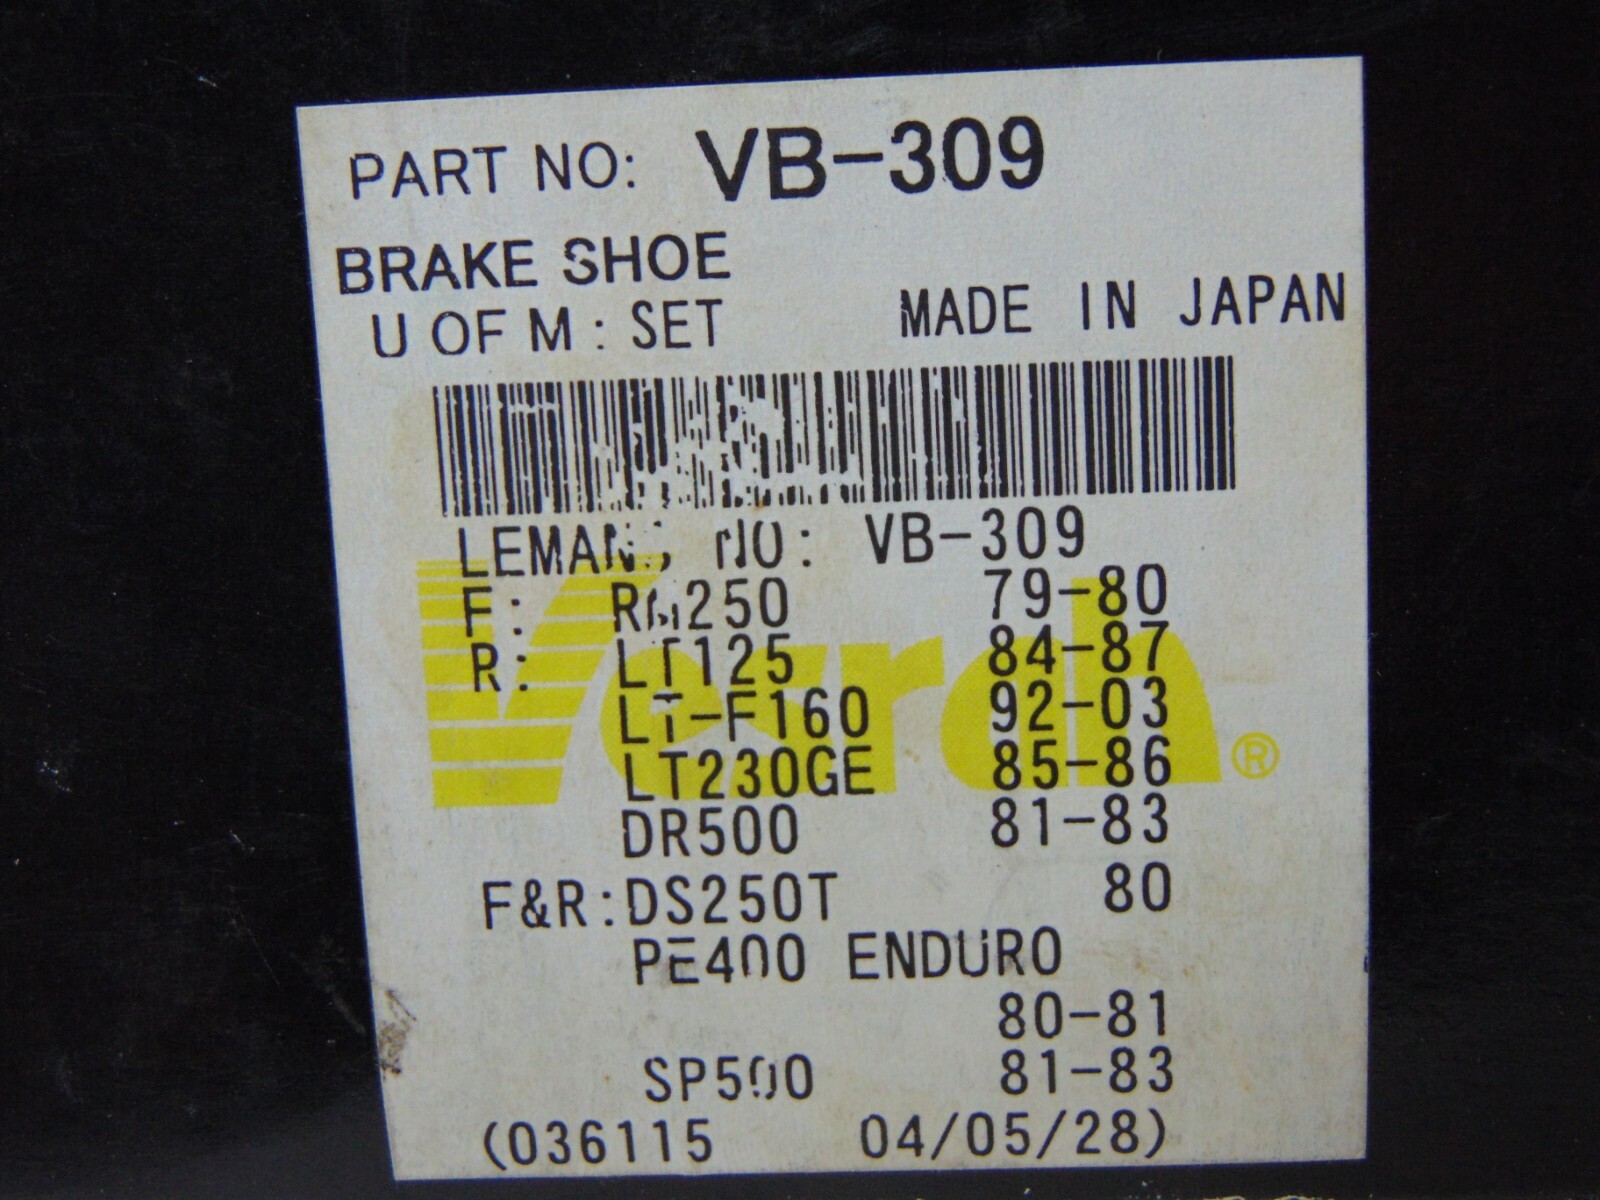 PART NO: VB-309
BRAKE SHOE
U OF M : SET MADE IN JAPAN
LEMANS NO: VB-309
Vesrah®
F: RM250 79-80
R: LT125 84-87
LT-F160 92-03
LT230GE 85-86
DR500 81-83
F&R:DS250T 80
PE400 ENDURO
80-81
SP500 81-83
(036115 04/05/28)